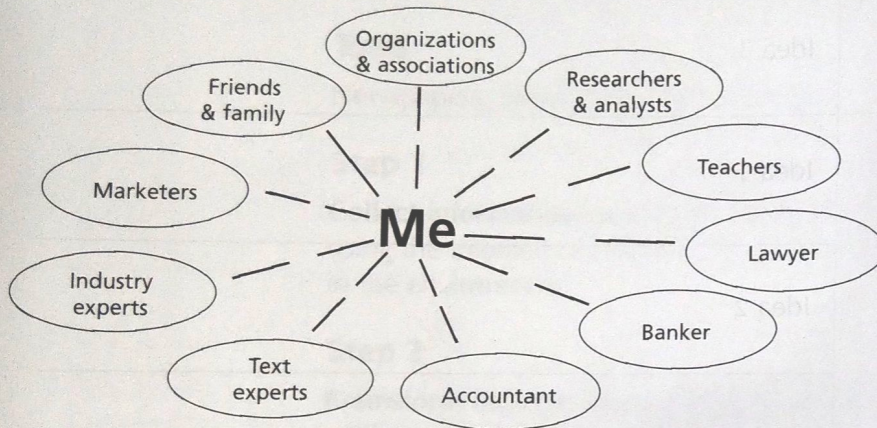 Organizations
& associations
Friends
& family
Researchers
& analysts
Teachers
Marketers
Me
Lawyer
Industry
experts
Banker
Text
experts
Accountant